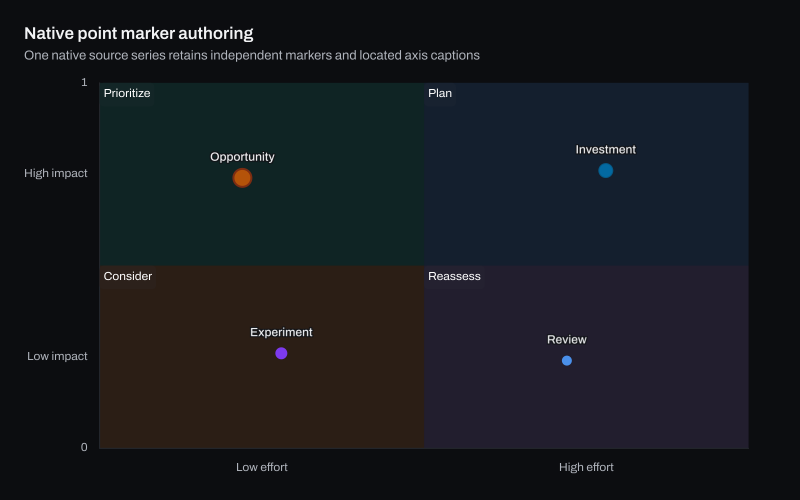 Native point marker authoring
One native source series retains independent markers and located axis captions
1
Prioritize
Plan
Opportunity
Investment
High impact
Consider
Reassess
Experiment
Review
Low impact
0
Low effort
High effort